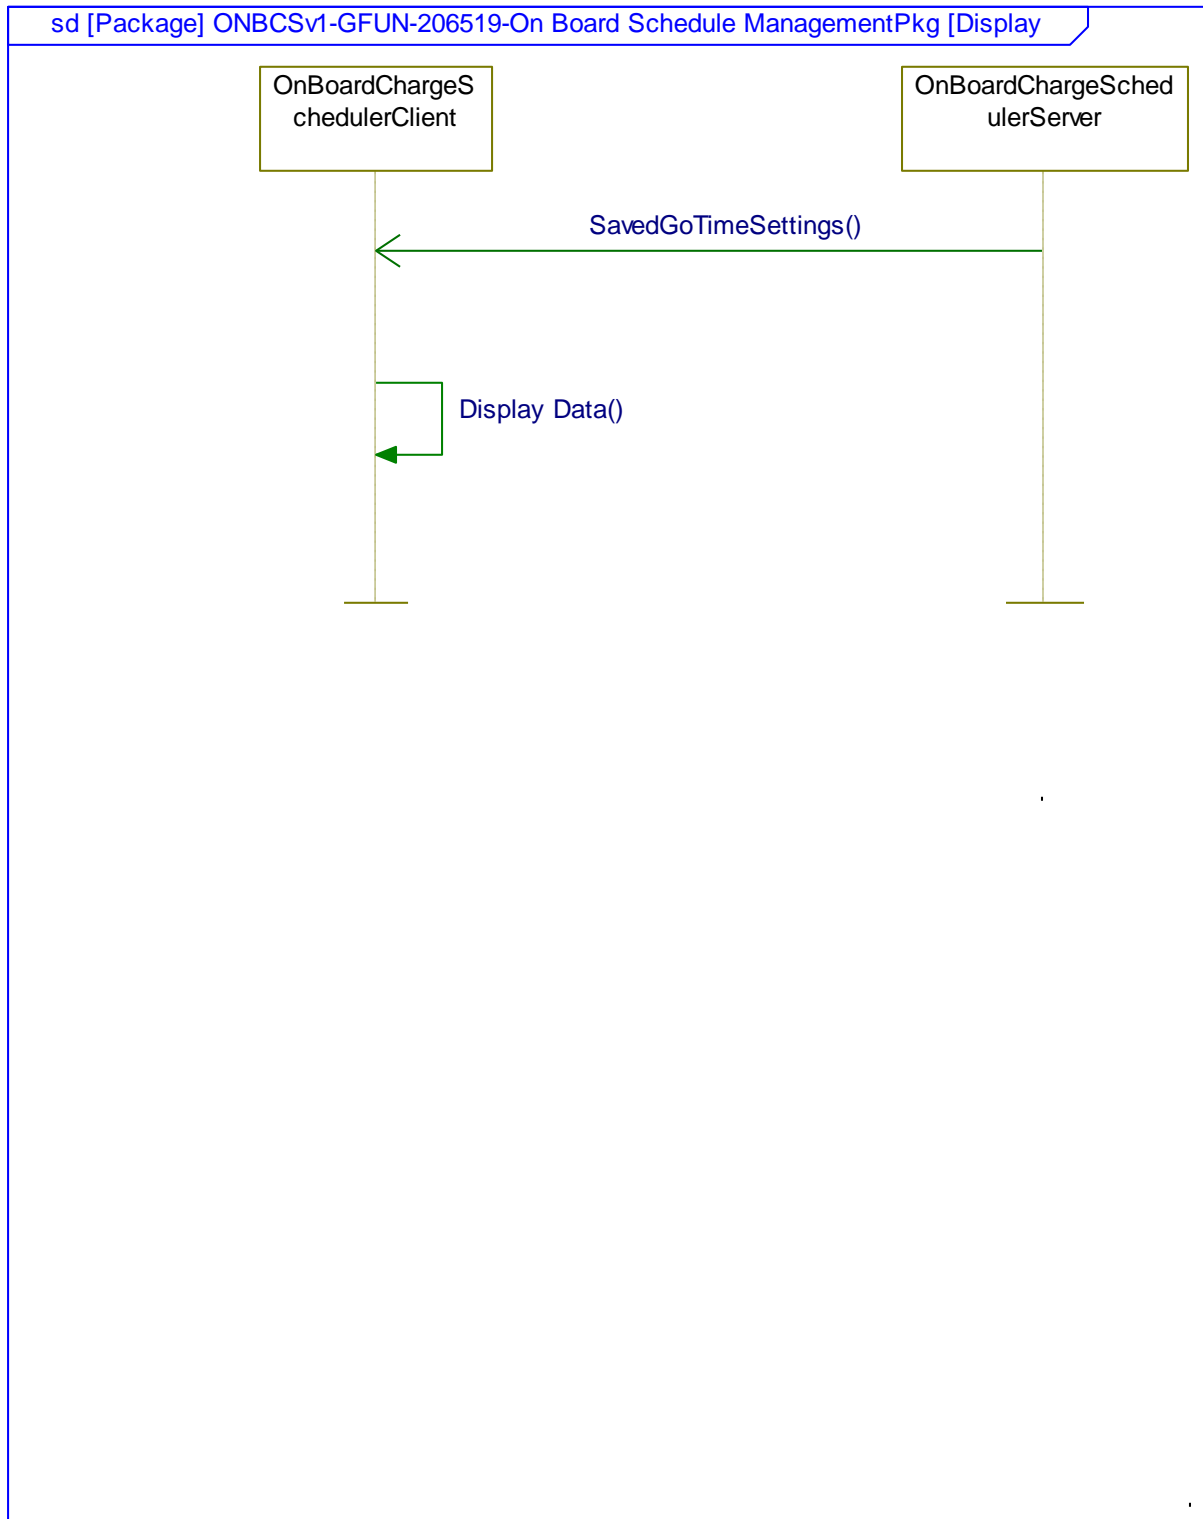 sd [Package] ONBCSv1-GFUN-206519-On Board Schedule ManagementPkg [Display
OnBoardChargeS
chedulerClient
OnBoardChargeSched
ulerServer
SavedGoTimeSettings()
Display Data()